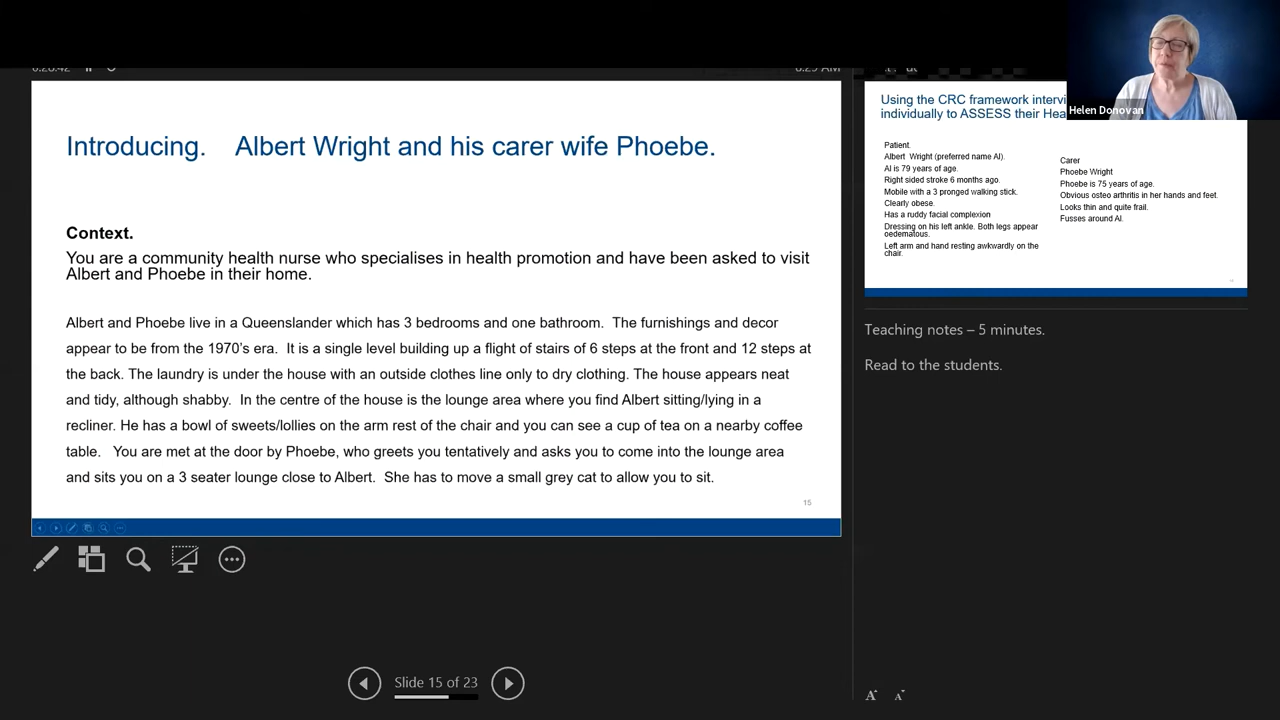 Introducing. Albert Wright and his carer wife Phoebe.
Context.
You are a community health nurse who specialises in health promotion and have been asked to visit
Albert and Phoebe in their home.
Albert and Phoebe live in a Queenslander which has 3 bedrooms and one bathroom. The furnishings and decor
appear to be from the 1970's era. It is a single level building up a flight of stairs of 6 steps at the front and 12 steps at
the back. The laundry is under the house with an outside clothes line only to dry clothing. The house appears neat
and tidy, although shabby. In the centre of the house is the lounge area where you find Albert sitting/lying in a
recliner. He has a bowl of sweets/lollies on the arm rest of the chair and you can see a cup of tea on a nearby coffee
table. You are met at the door by Phoebe, who greets you tentatively and asks you to come into the lounge area
and sits you on a 3 seater lounge close to Albert. She has to move a small grey cat to allow you to sit.
15
Slide 15 of 23
Helen Donovan
Using the CRC framework
individually to ASSESS their
Patient.
Albert Wright (preferred name Al).
Al is 79 years of age.
Right sided stroke 6 months ago.
Mobile with a 3 pronged walking stick.
Clearly obese.
Has a ruddy facial complexion
Dressing on his left ankle. Both legs appear
oedematous.
Left arm and hand resting awkwardly on the
chair.
Carer
Phoebe Wright
Phoebe is 75 years of age.
Obvious osteo arthritis in her hands and feet.
Looks thin and quite frail.
Fusses around Al.
Teaching notes – 5 minutes.
Read to the students.
A A